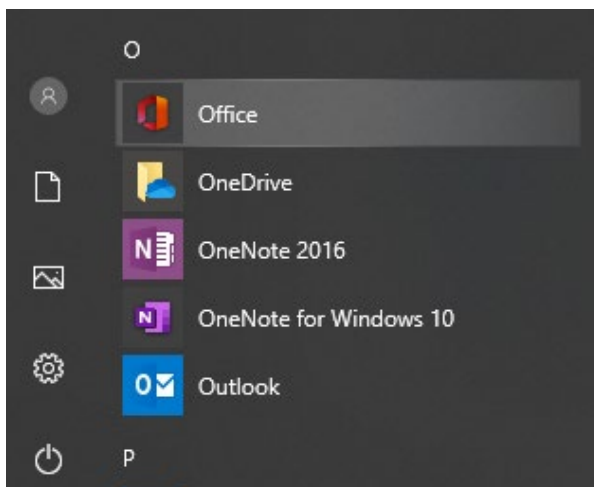 O
Office
OneDrive
N OneNote 2016
N OneNote for Windows 10
O Outlook
P